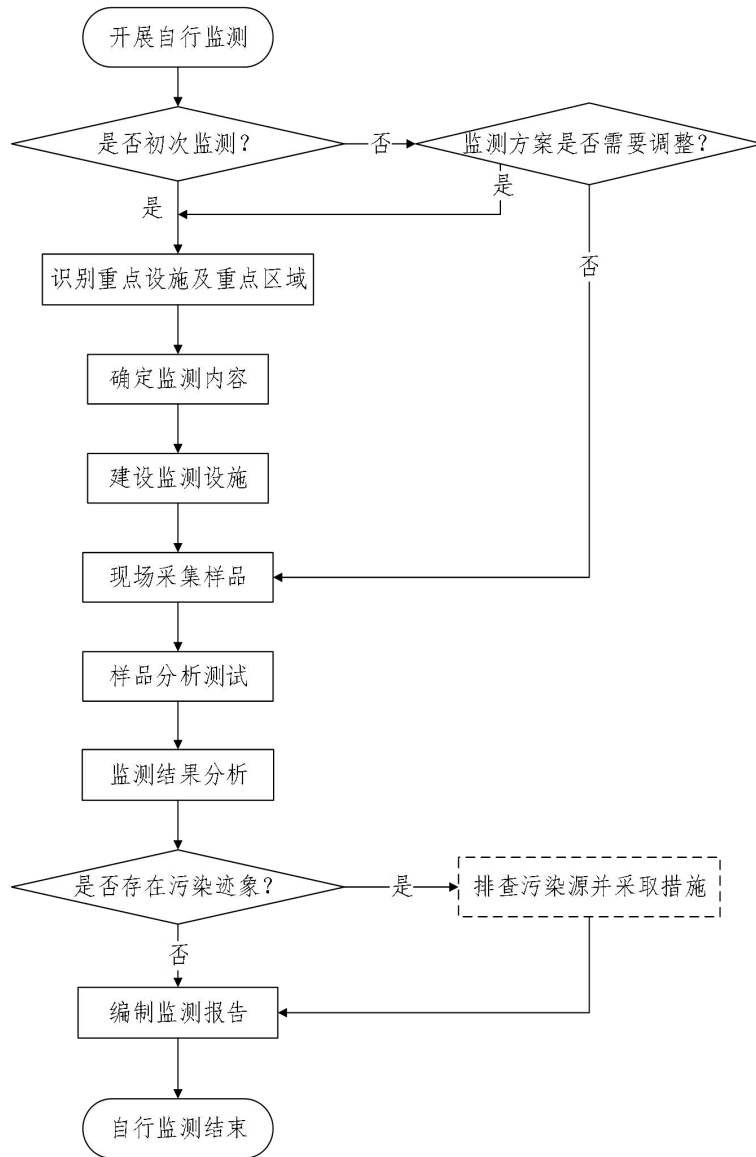 开展自行监测
是否初次监测?
否
监测方案是否需要调整?
是
是
否
识别重点设施及重点区域
确定监测内容
建设监测设施
现场采集样品
样品分析测试
监测结果分析
是否存在污染迹象?
是
排查污染源并采取措施
否
编制监测报告
自行监测结束